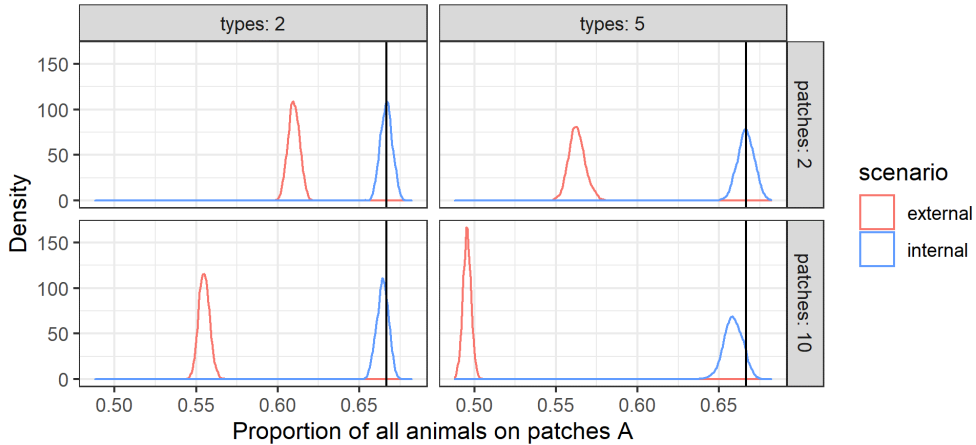 types: 2
types: 5
150
100
50
0
patches: 2
150
100
50
0
patches: 10
Density
0.50 0.55 0.60 0.65
0.50 0.55 0.60 0.65
Proportion of all animals on patches A
scenario
external
internal